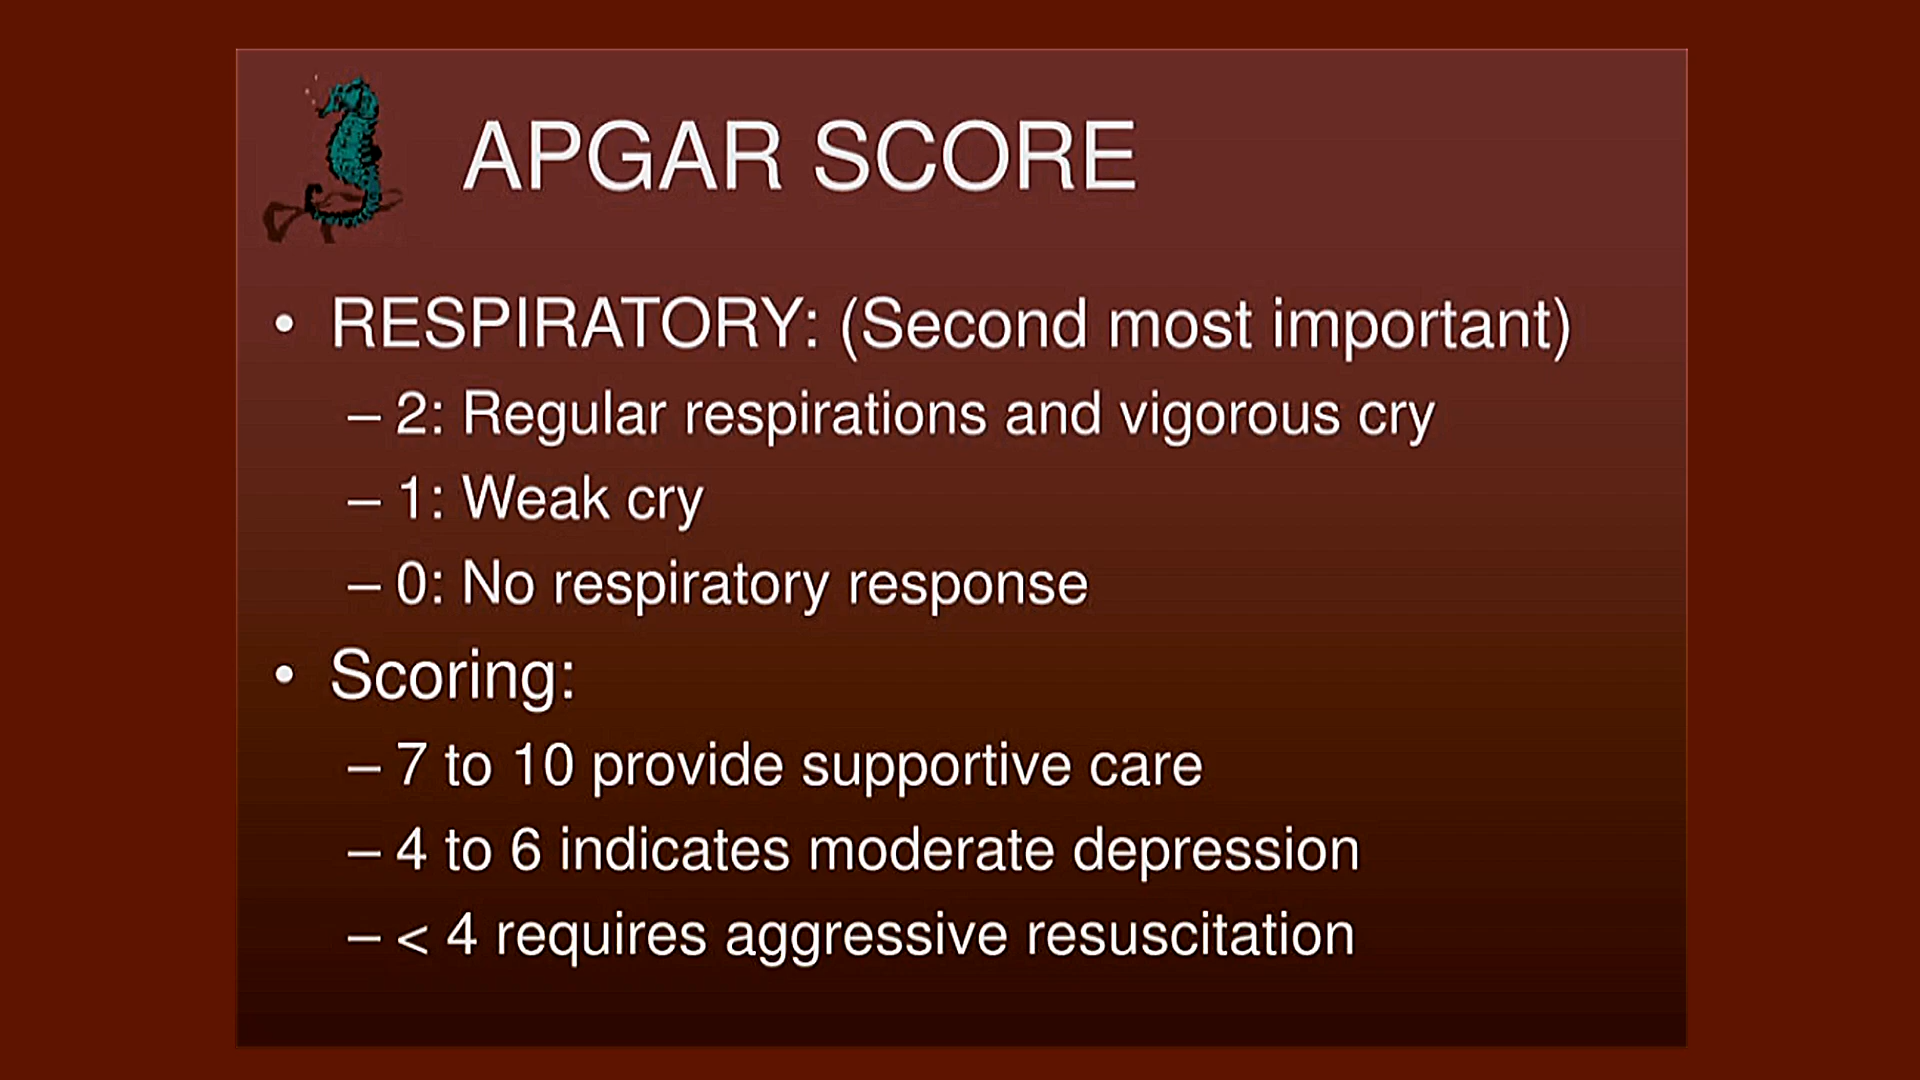 APGAR SCORE
• RESPIRATORY: (Second most important)
– 2: Regular respirations and vigorous cry
– 1: Weak cry
– 0: No respiratory response
• Scoring:
– 7 to 10 provide supportive care
– 4 to 6 indicates moderate depression
– < 4 requires aggressive resuscitation